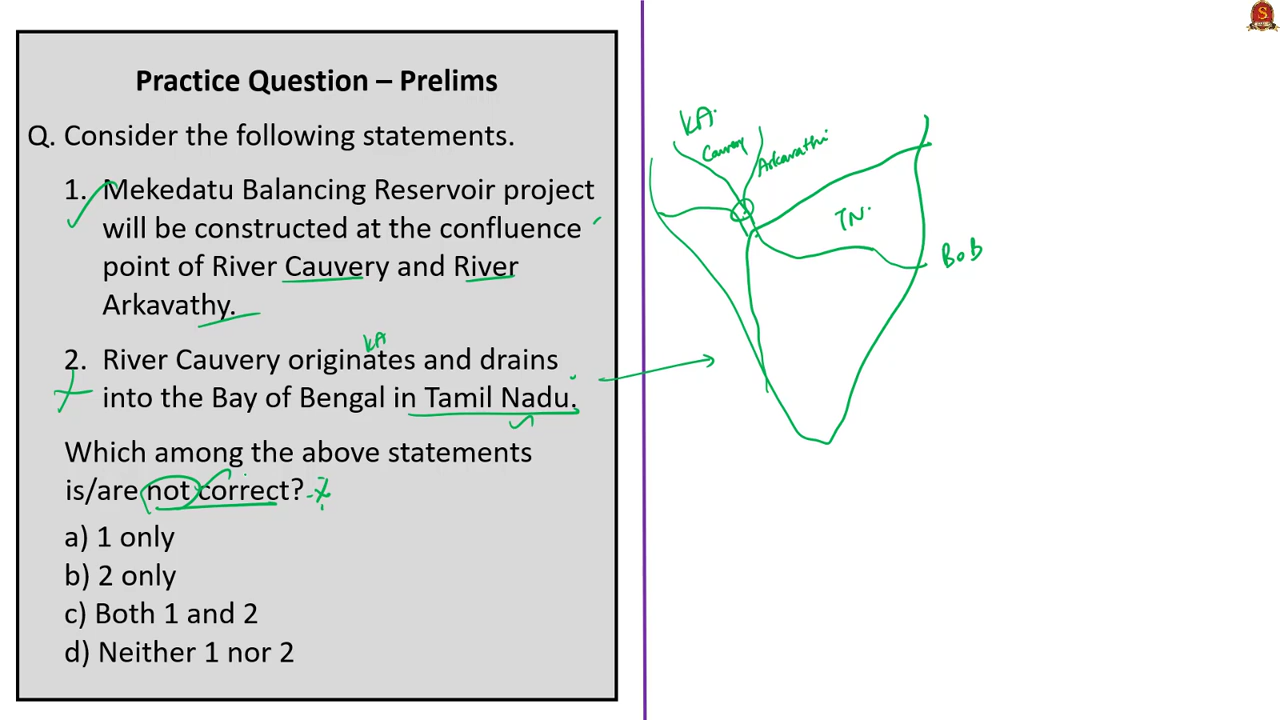 Practice Question – Prelims
Q. Consider the following statements.
1. Mekedatu Balancing Reservoir project
will be constructed at the confluence
point of River Cauvery and River
Arkavathy.
KA
2. River Cauvery originates and drains
into the Bay of Bengal in Tamil Nadu.
Which among the above statements
is/are not correct?
a) 1 only
b) 2 only
c) Both 1 and 2
d) Neither 1 nor 2
S
KA.
Cauvery
Arkavathi
TN.
BoB